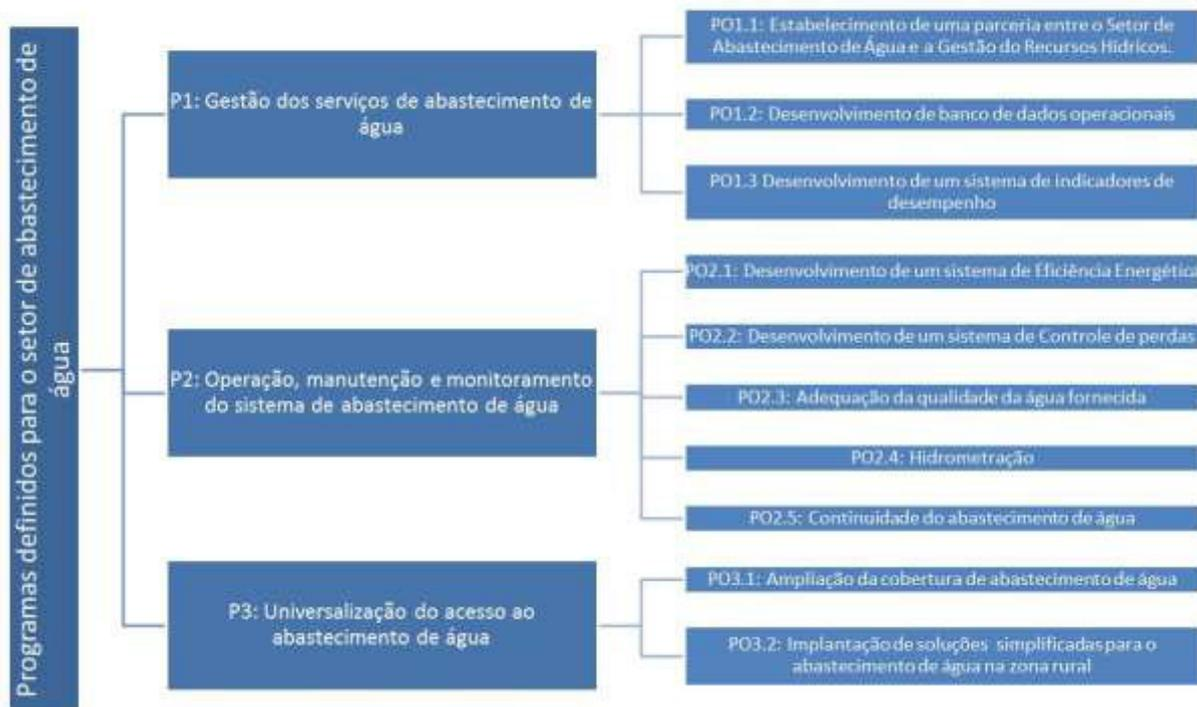 Programas definidos para o setor de abastecimento de
água
P1: Gestão dos serviços de abastecimento de
água
PO1.1: Estabelecimento de uma parceria entre o Setor de
Abastecimento de Água e a Gestão do Recursos Hídricos.
PO1.2: Desenvolvimento de banco de dados operacionais
PO1.3 Desenvolvimento de um sistema de indicadores de
desempenho
P2: Operação, manutenção e monitoramento
do sistema de abastecimento de água
PO2.1: Desenvolvimento de um sistema de Eficiência Energética
PO2.2: Desenvolvimento de um sistema de Controle de perdas
PO2.3: Adequação da qualidade da água fornecida
PO2.4: Hidrometração
PO2.5: Continuidade do abastecimento de água
P3: Universalização do acesso ao
abastecimento de água
PO3.1: Ampliação da cobertura de abastecimento de água
PO3.2: Implantação de soluções simplificadas para o
abastecimento de água na zona rural